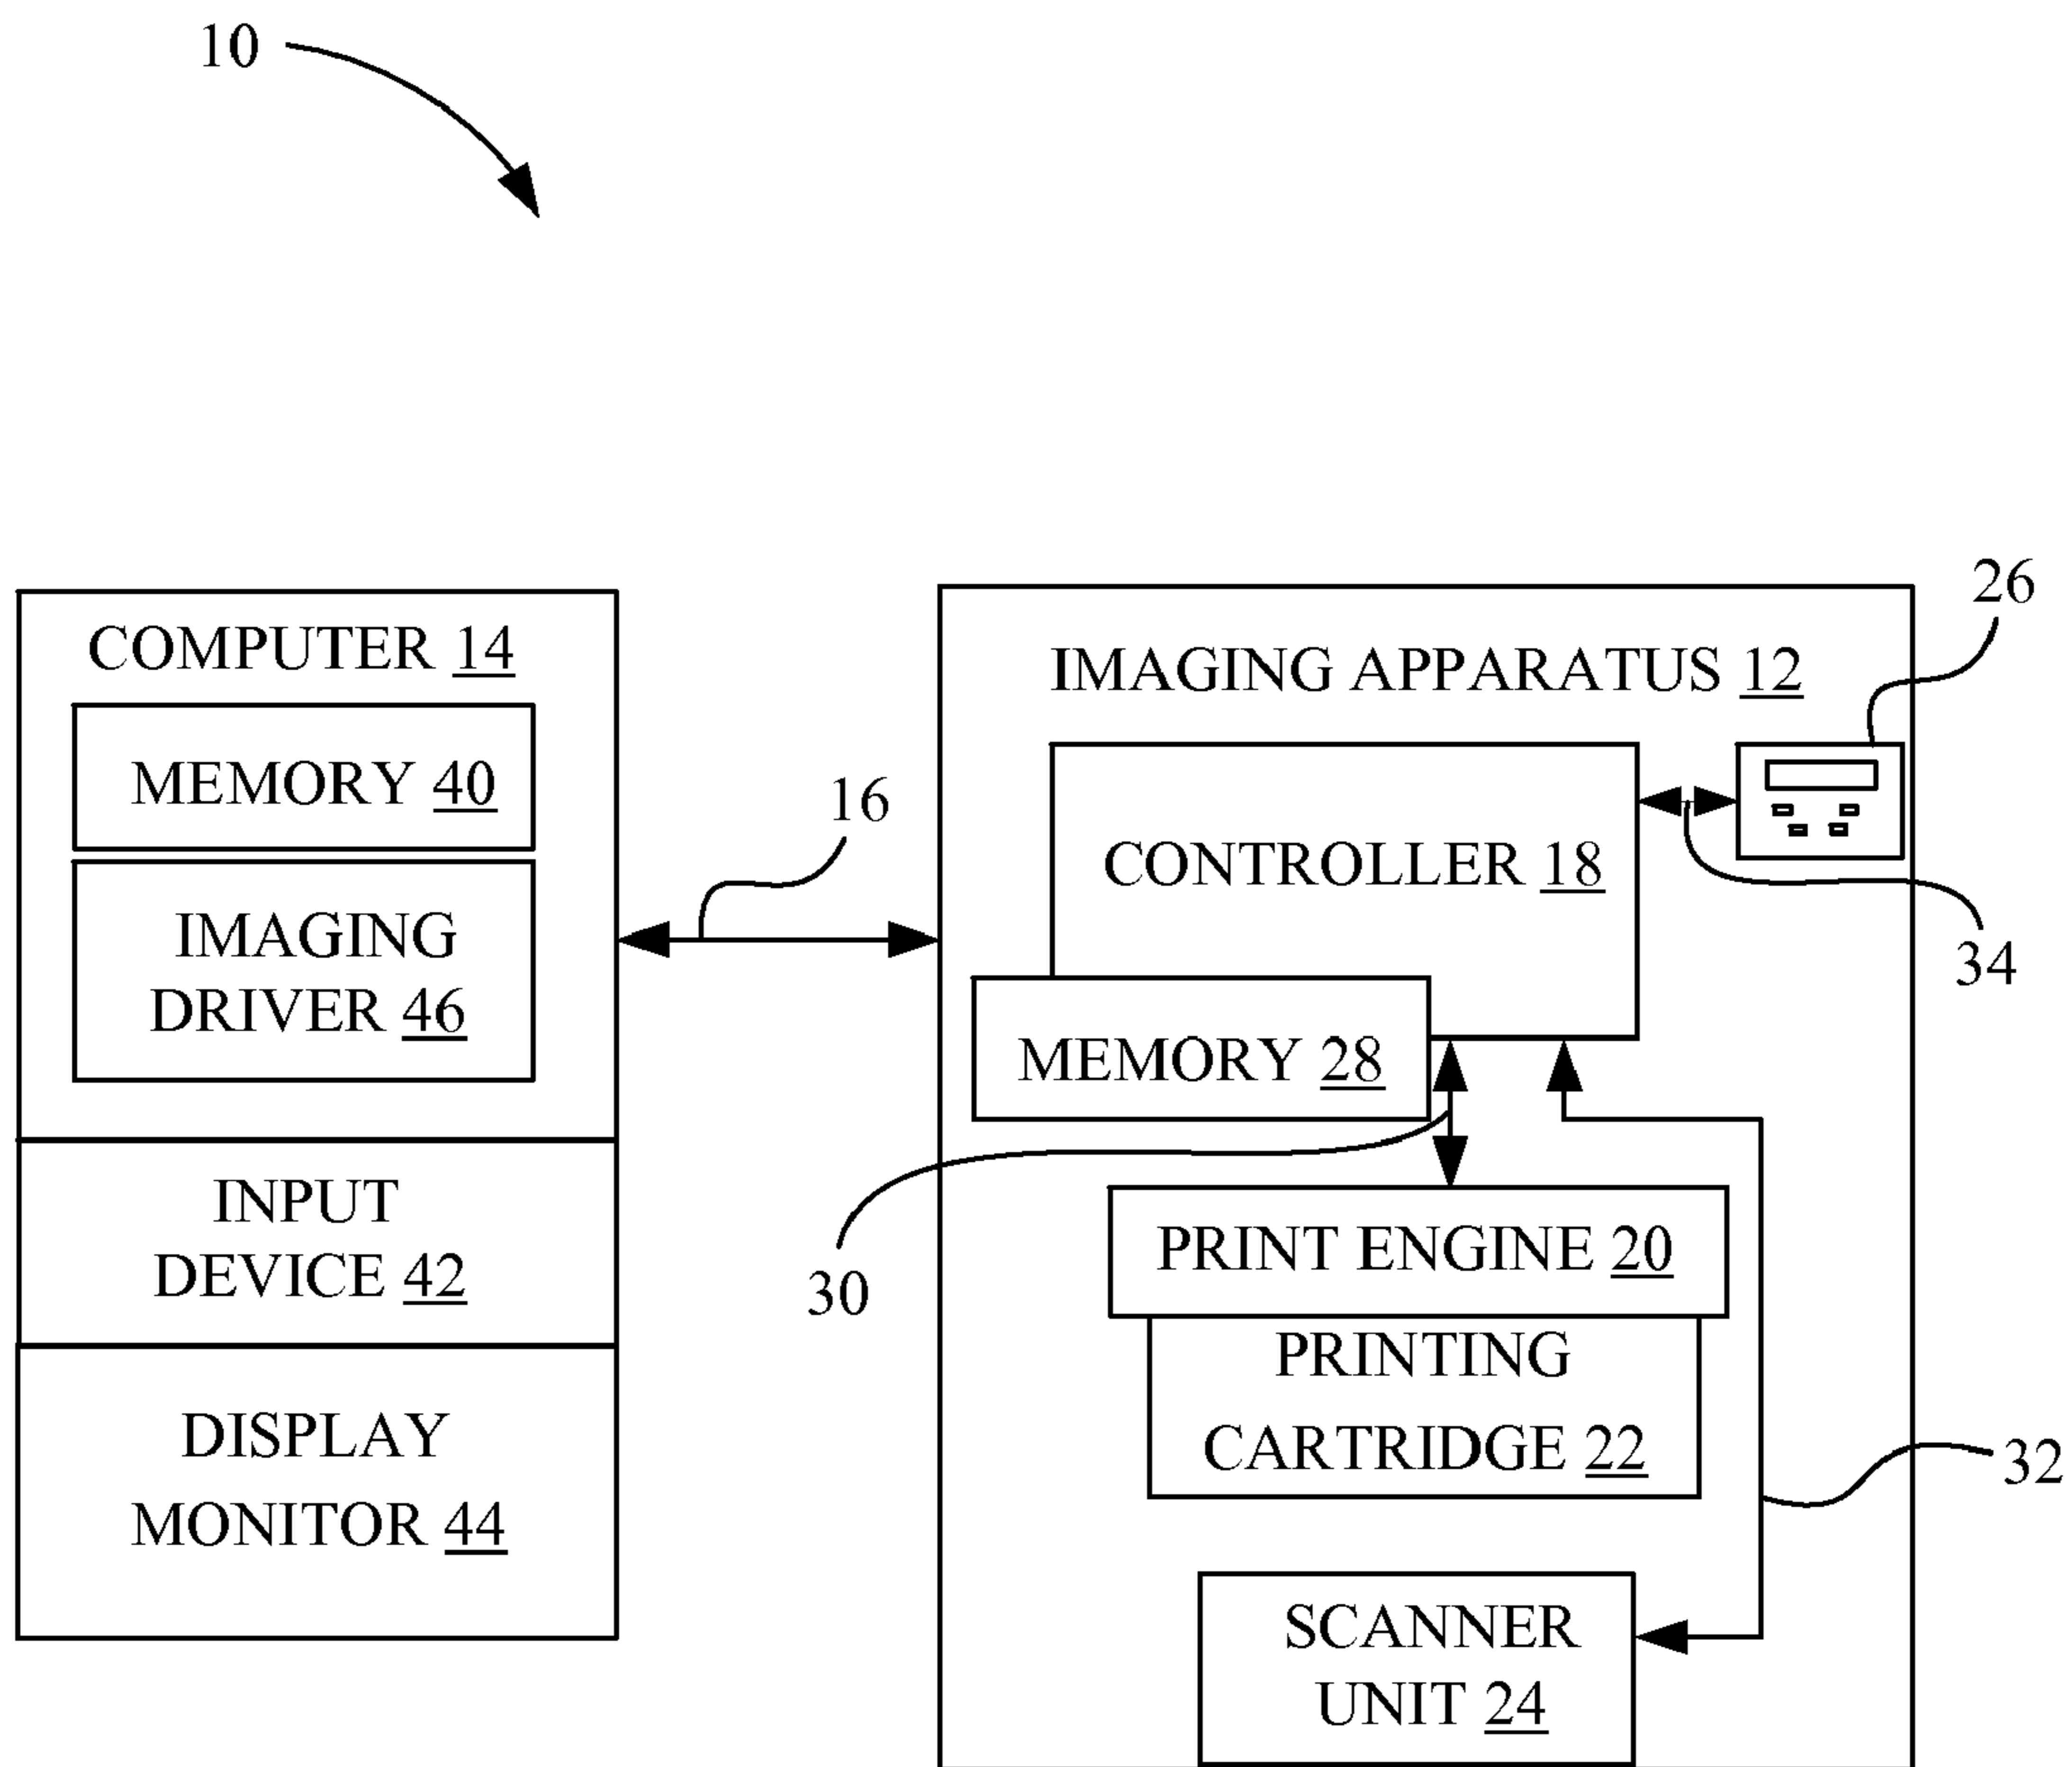 10
COMPUTER 14
MEMORY 40
IMAGING
DRIVER 46
INPUT
DEVICE 42
DISPLAY
MONITOR 44
16
IMAGING APPARATUS 12
26
CONTROLLER 18
34
MEMORY 28
30
PRINT ENGINE 20
PRINTING
CARTRIDGE 22
32
SCANNER
UNIT 24